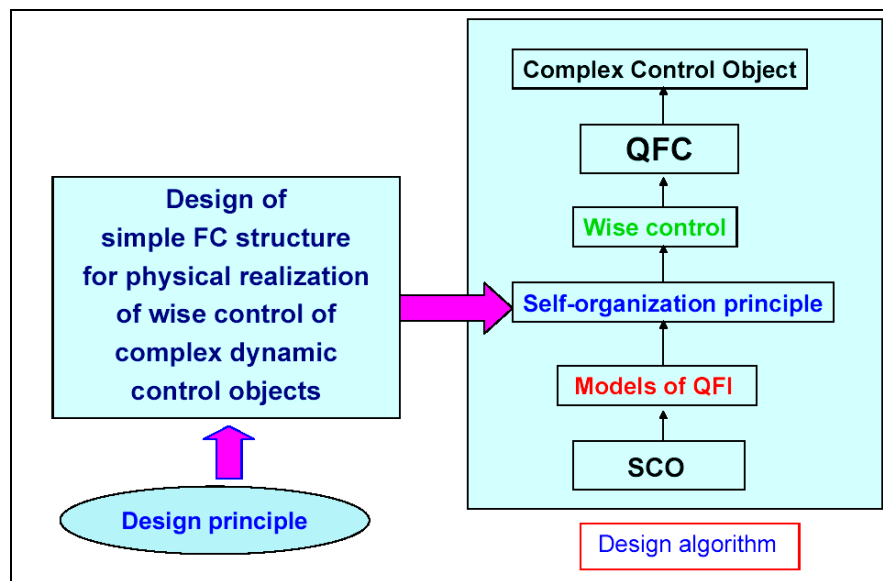 Design of
simple FC structure
for physical realization
of wise control of
complex dynamic
control objects
Design principle
Complex Control Object
QFC
Wise control
Self-organization principle
Models of QFI
SCO
Design algorithm